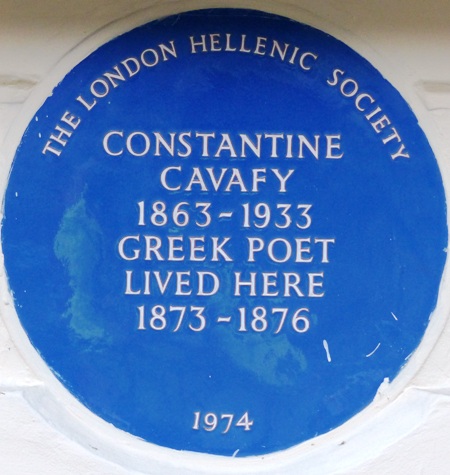 THE LONDON HELLENIC SOCIETY
CONSTANTINE
CAVAFY
1863-1933
GREEK POET
LIVED HERE
1873-1876
1974